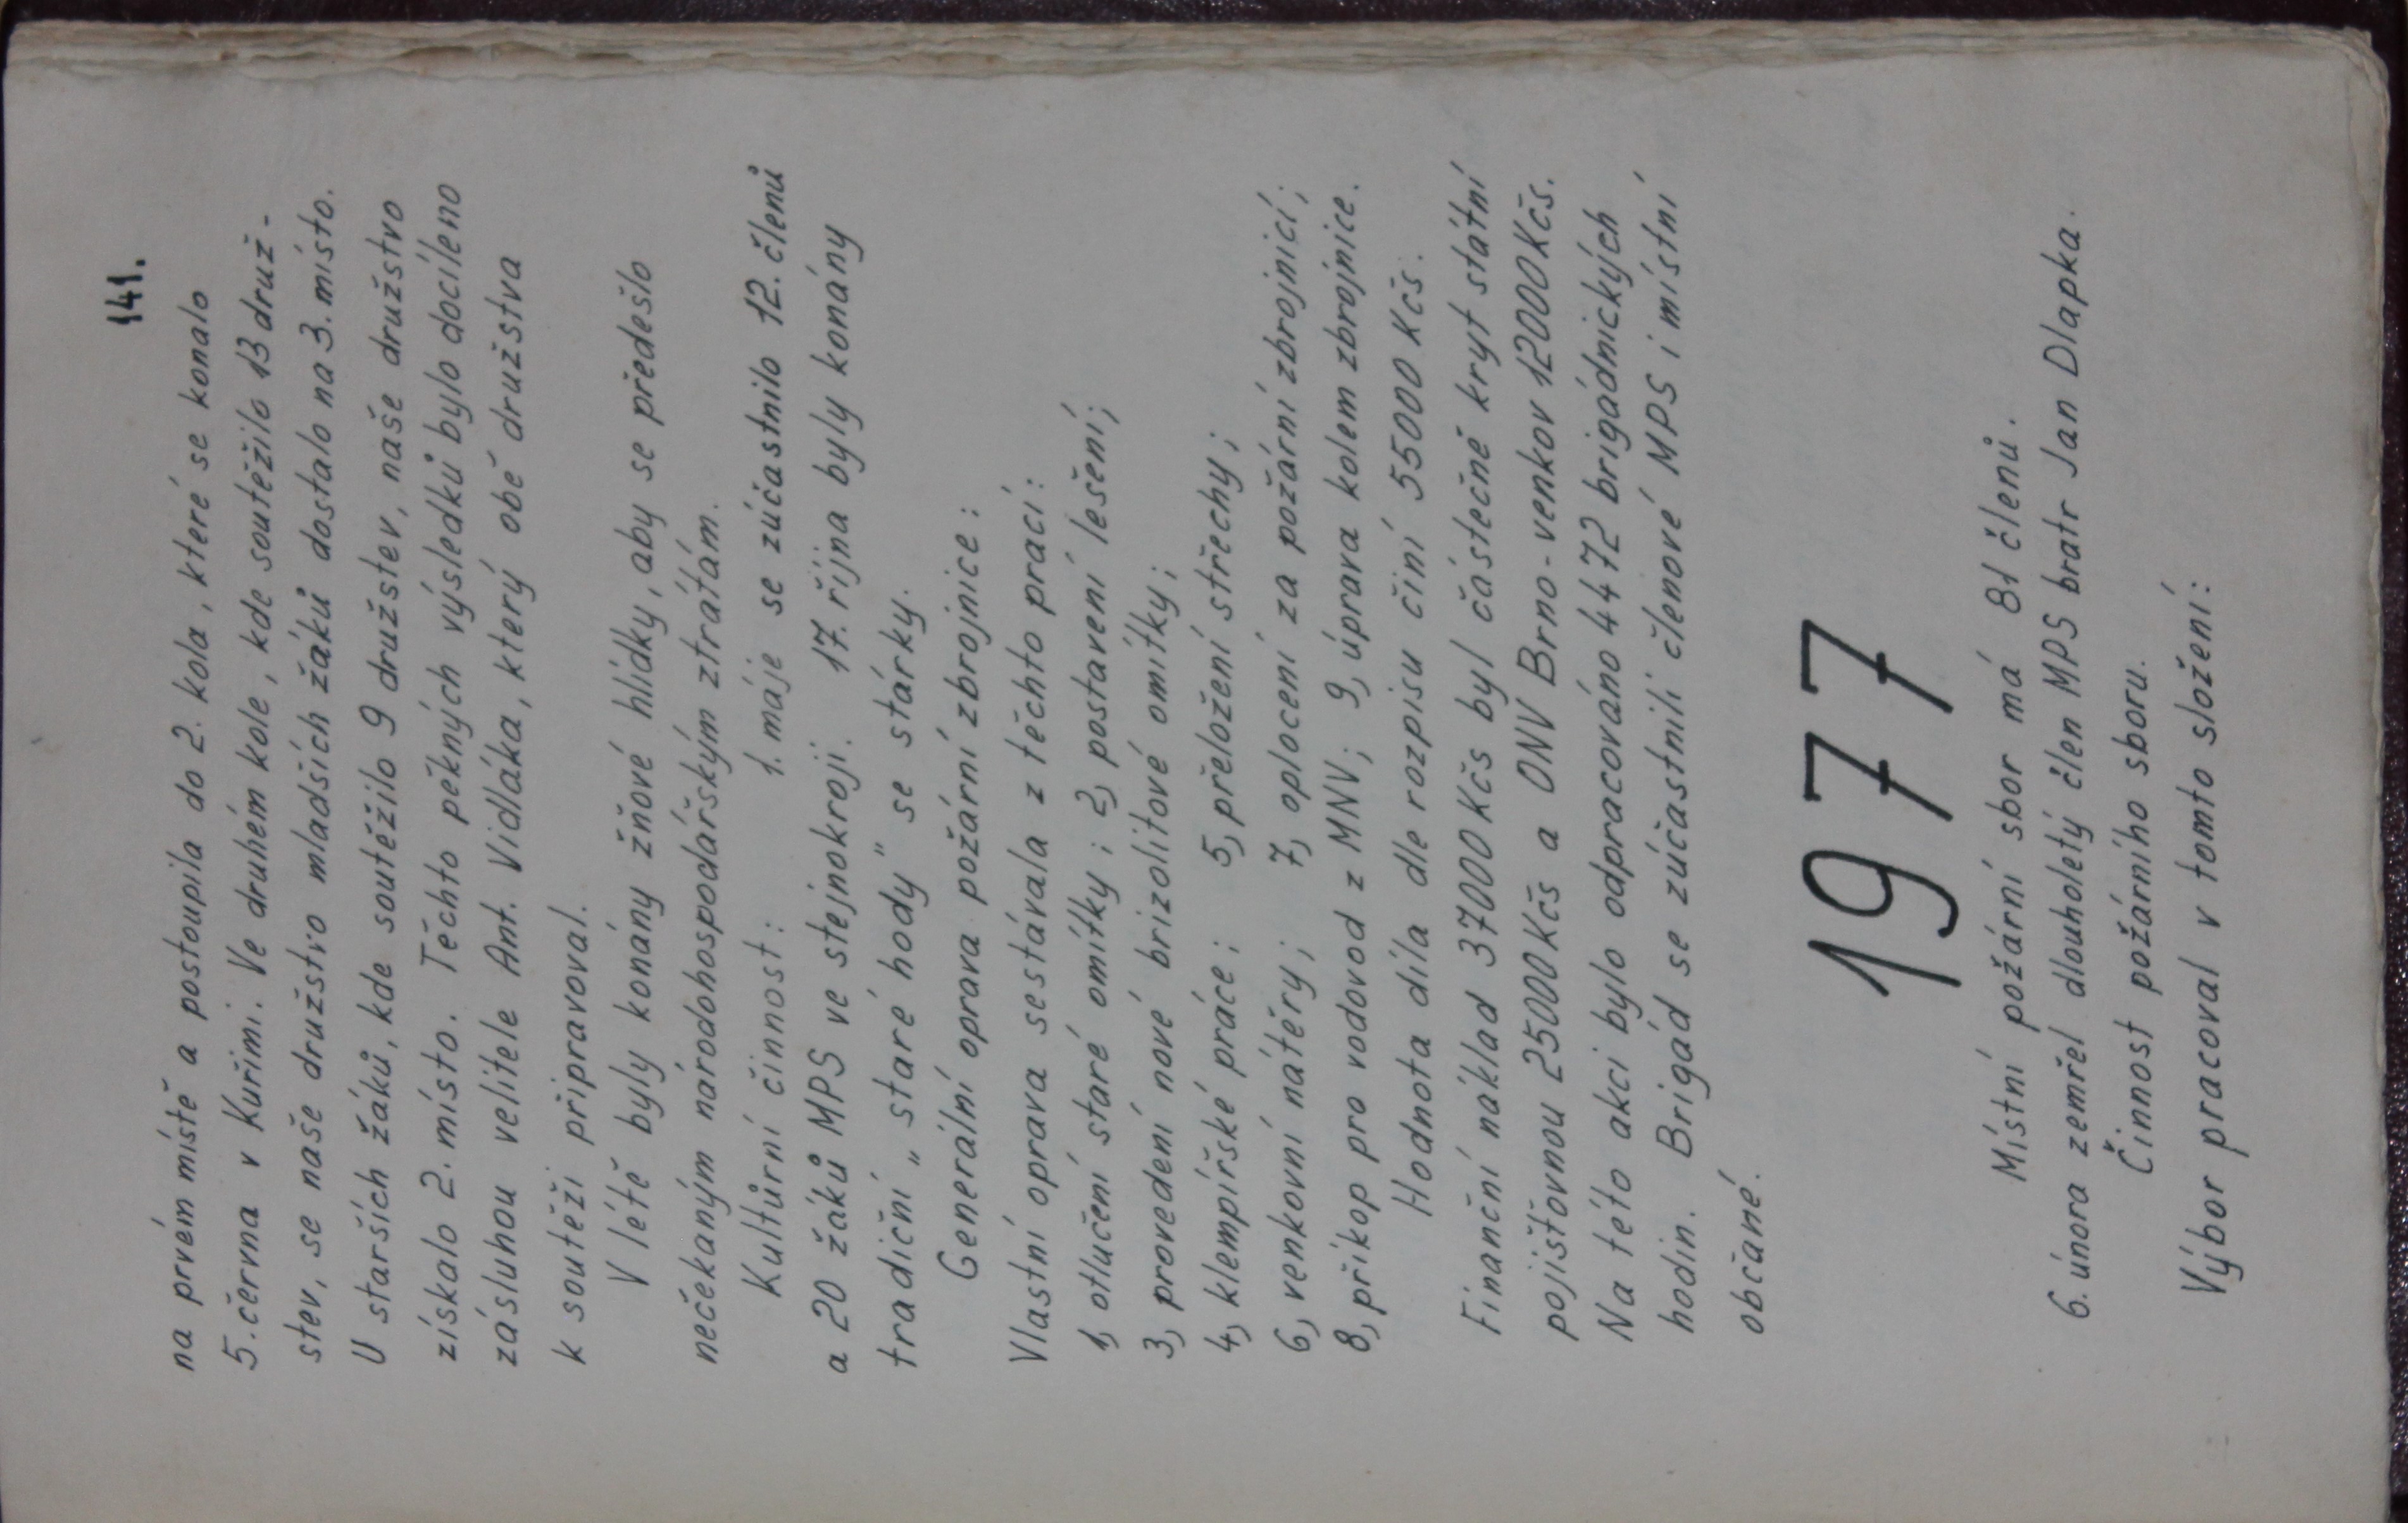 141.
na prvém místě a postoupila do 2. kola, které se konalo
5. června v Kuřimi. Ve druhém kole, kde soutěžilo 13 druž-
stev, se naše družstvo mladších žáků dostalo na 3. místo.
U starších žáků, kde soutěžilo 9 družstev, naše družstvo
získalo 2. místo. Těchto pěkných výsledků bylo docíleno
zásluhou velitele Ant. Vidláka, který obě družstva
k soutěži připravoval.
V létě byly konány žňové hlídky, aby se předešlo
nečekaným národohospodářským ztrátám.
Kultůrní činnost: 1. máje se zúčastnilo 12. členů
a 20 žáků MPS ve stejnokroji. 17. října byly konány
tradiční „staré hody" se stárky.
Generální oprava požární zbrojnice:
Vlastní oprava sestávala z těchto prací:
1, otlučení staré omítky; 2, postavení lešení;
3, provedení nové brizolitové omítky;
4, klempířské práce; 5, přeložení střechy;
6, venkovní nátěry; 7, oplocení za požární zbrojnicí;
8, příkop pro vodovod z MNV; 9, úprava kolem zbrojnice.
Hodnota díla dle rozpisu činí 55000 Kčs.
Finanční náklad 37000 Kčs byl částečně kryt státní
pojišťovnou 25000 Kčs a ONV Brno-venkov 12000 Kčs.
Na této akci bylo odpracováno 4472 brigádnických
hodin. Brigád se zúčastnili členové MPS i místní
občané.
1977
Místní požární sbor má 81 členů.
6. února zemřel dlouholetý člen MPS bratr Jan Dlapka.
Činnost požárního sboru.
Výbor pracoval v tomto složení: